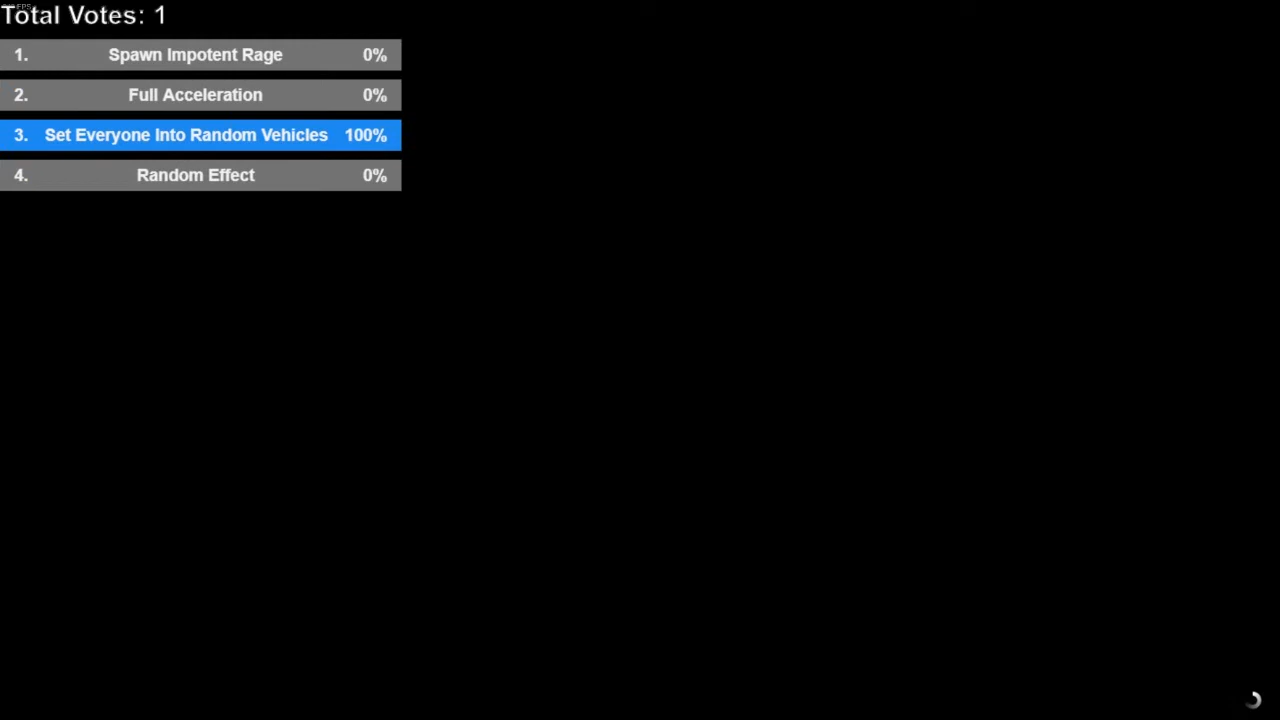 Total Votes: 1
1. Spawn Impotent Rage 0%
2. Full Acceleration 0%
3. Set Everyone Into Random Vehicles 100%
4. Random Effect 0%